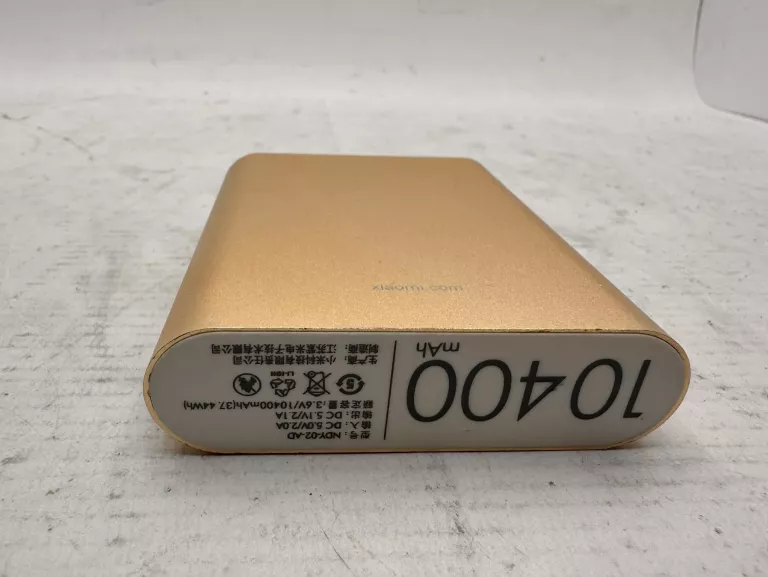 xiaomi.com
10400
mAh
型号：NDY-02-AD
输入：DC 5.0V/2.0A
输出：DC 5.1V/2.1A
额定容量：3.6V/10400mAh(37.44Wh)
5
Li-ion
生产商：小米科技有限责任公司
制造商：江苏紫米电子技术有限公司